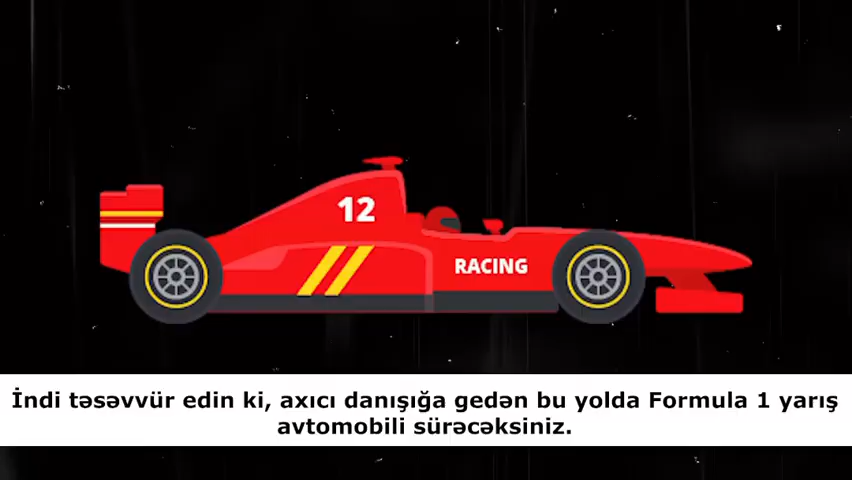 12
RACING
İndi təsəvvür edin ki, axıcı danışığa gedən bu yolda Formula 1 yarış
avtomobili sürəcəksiniz.